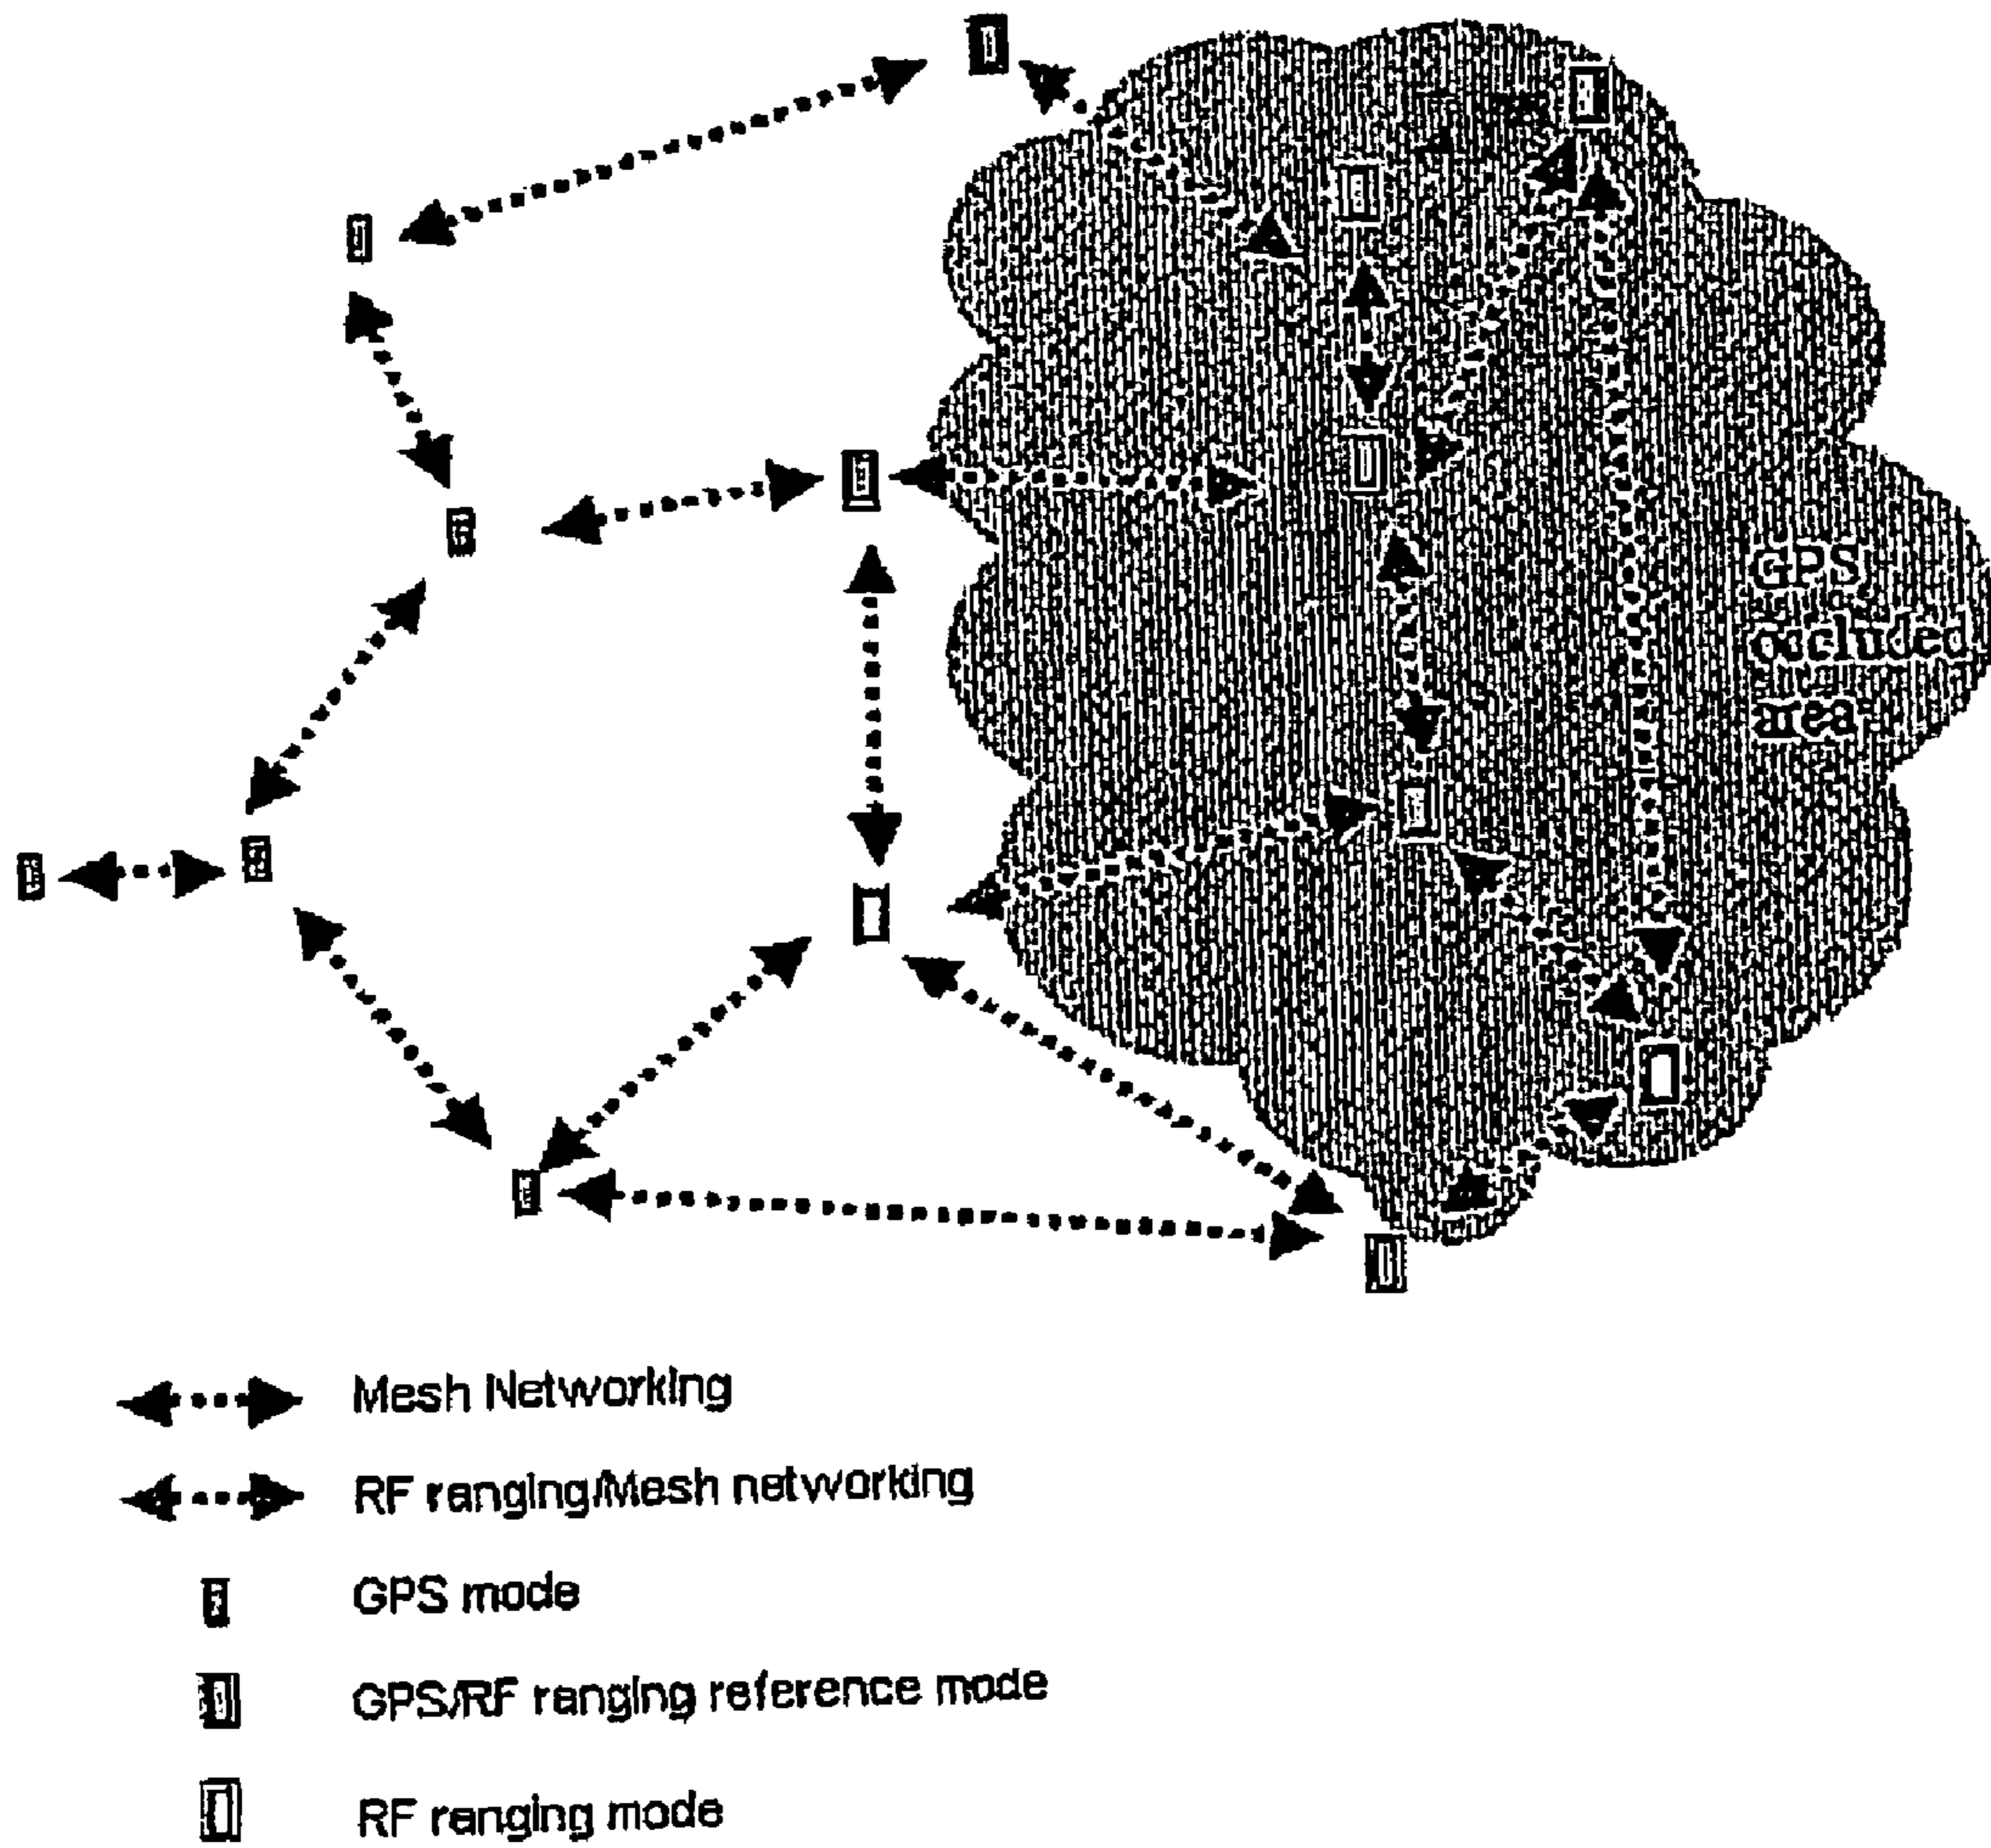 GPS
occluded
area
Mesh Networking
RF ranging/Mesh networking
GPS mode
GPS/RF ranging reference mode
RF ranging mode